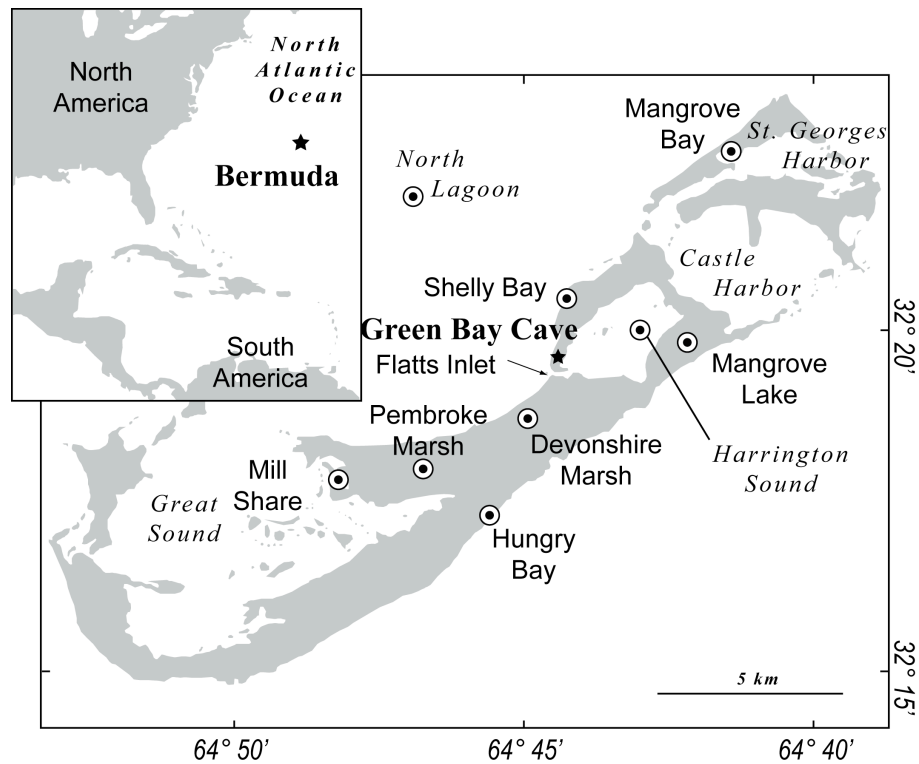 North
Atlantic
Ocean
North
America
Bermuda
South
America
Mangrove
Bay
St. Georges
Harbor
North
Lagoon
Castle
Harbor
Shelly Bay
Green Bay Cave
Flatts Inlet
Mangrove
Lake
Pembroke
Marsh
Devonshire
Marsh
Harrington
Sound
Mill
Share
Great
Sound
Hungry
Bay
5 km
32° 20'
32° 15'
64° 50'
64° 45'
64° 40'